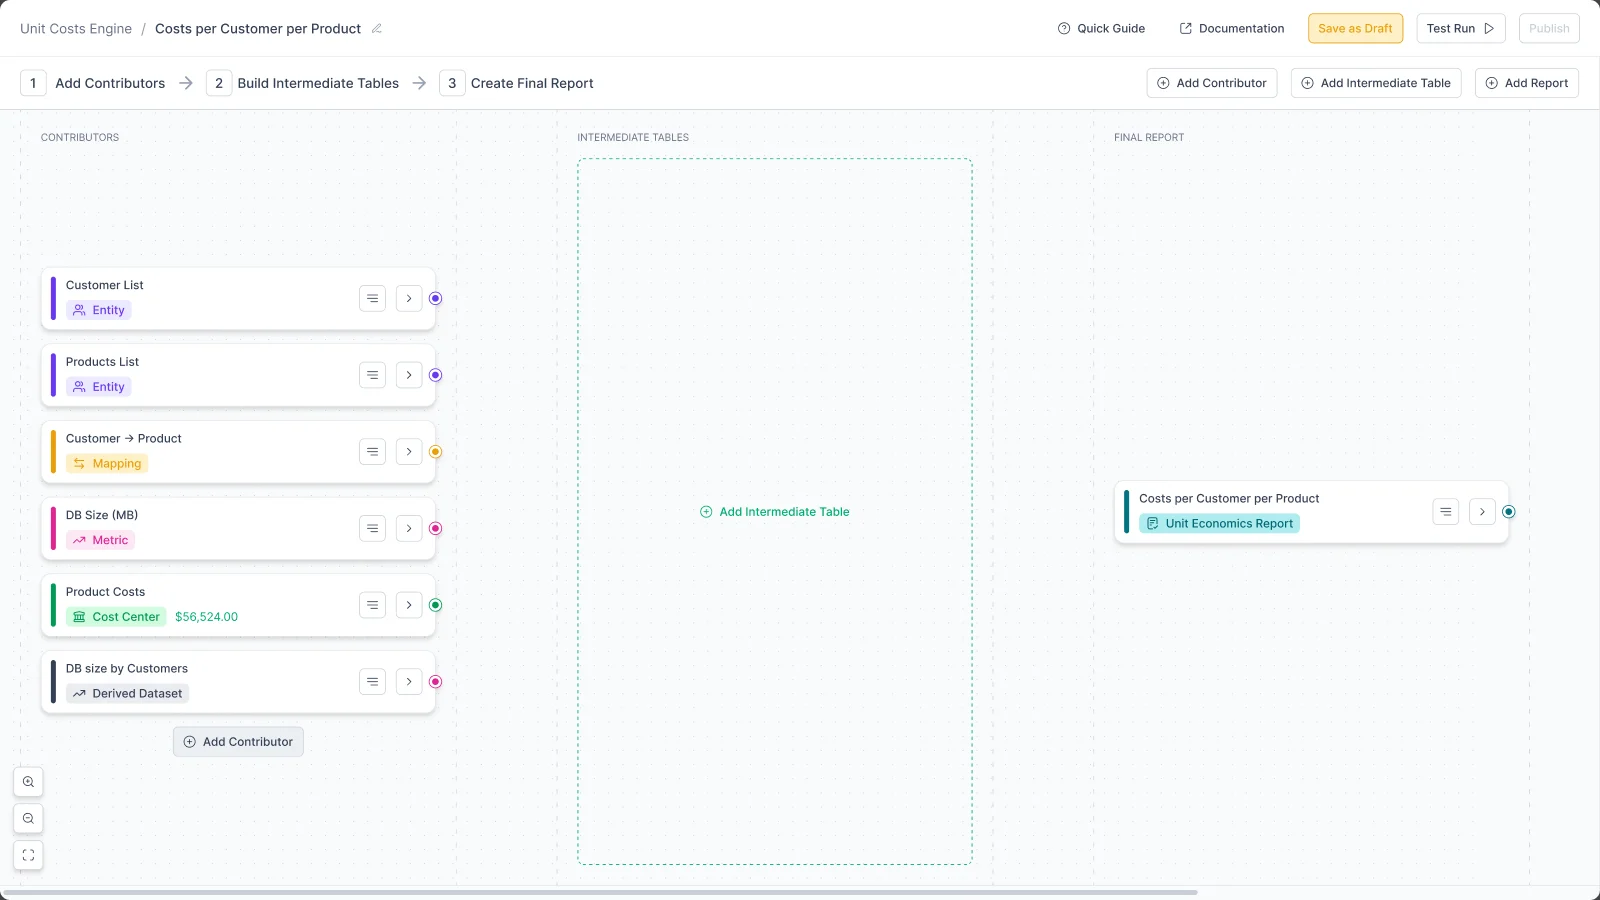 Unit Costs Engine / Costs per Customer per Product
Quick Guide
Documentation
Save as Draft
Test Run
Publish
1 Add Contributors → 2 Build Intermediate Tables → 3 Create Final Report
Add Contributor
Add Intermediate Table
Add Report
CONTRIBUTORS
INTERMEDIATE TABLES
FINAL REPORT
Customer List
Entity
Products List
Entity
Customer → Product
Mapping
DB Size (MB)
Metric
Product Costs
Cost Center $56,524.00
DB size by Customers
Derived Dataset
Add Contributor
Add Intermediate Table
Costs per Customer per Product
Unit Economics Report